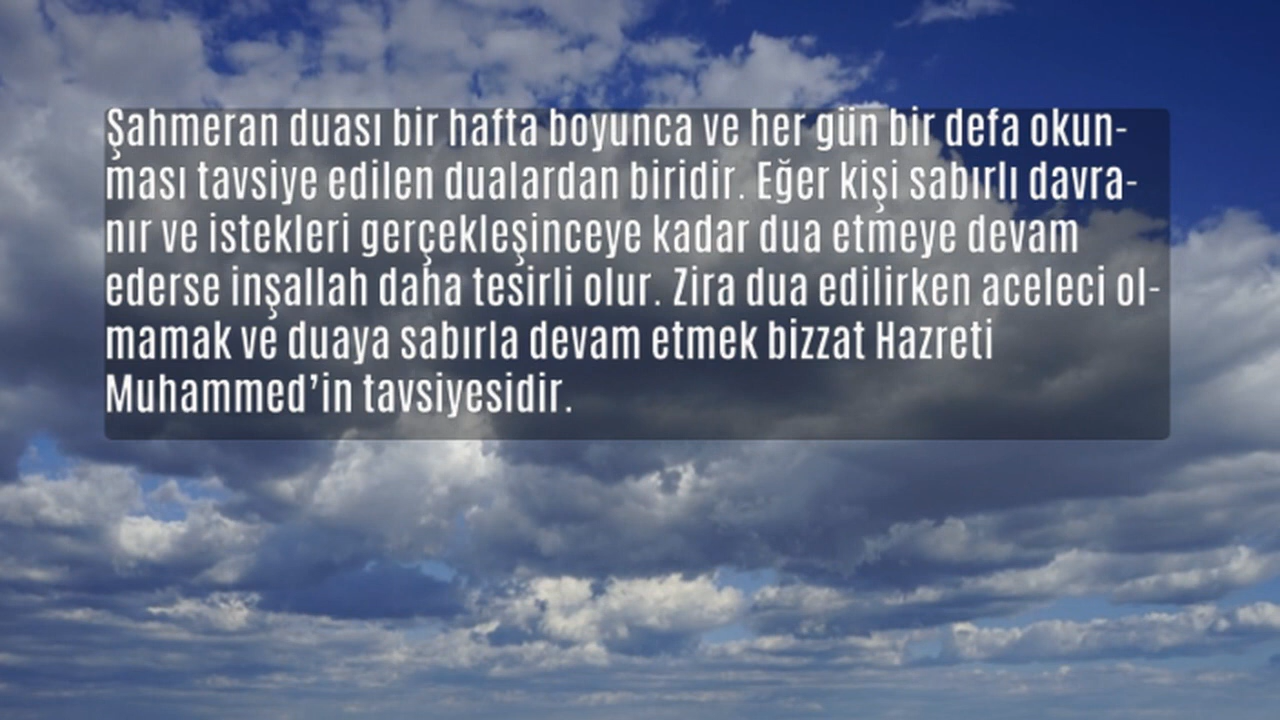 Şahmeran duası bir hafta boyunca ve her gün bir defa okun-
ması tavsiye edilen dualardan biridir. Eğer kişi sabırlı davra-
nır ve istekleri gerçekleşinceye kadar dua etmeye devam
ederse inşallah daha tesirli olur. Zira dua edilirken aceleci ol-
mamak ve duaya sabırla devam etmek bizzat Hazreti
Muhammed’in tavsiyesidir.